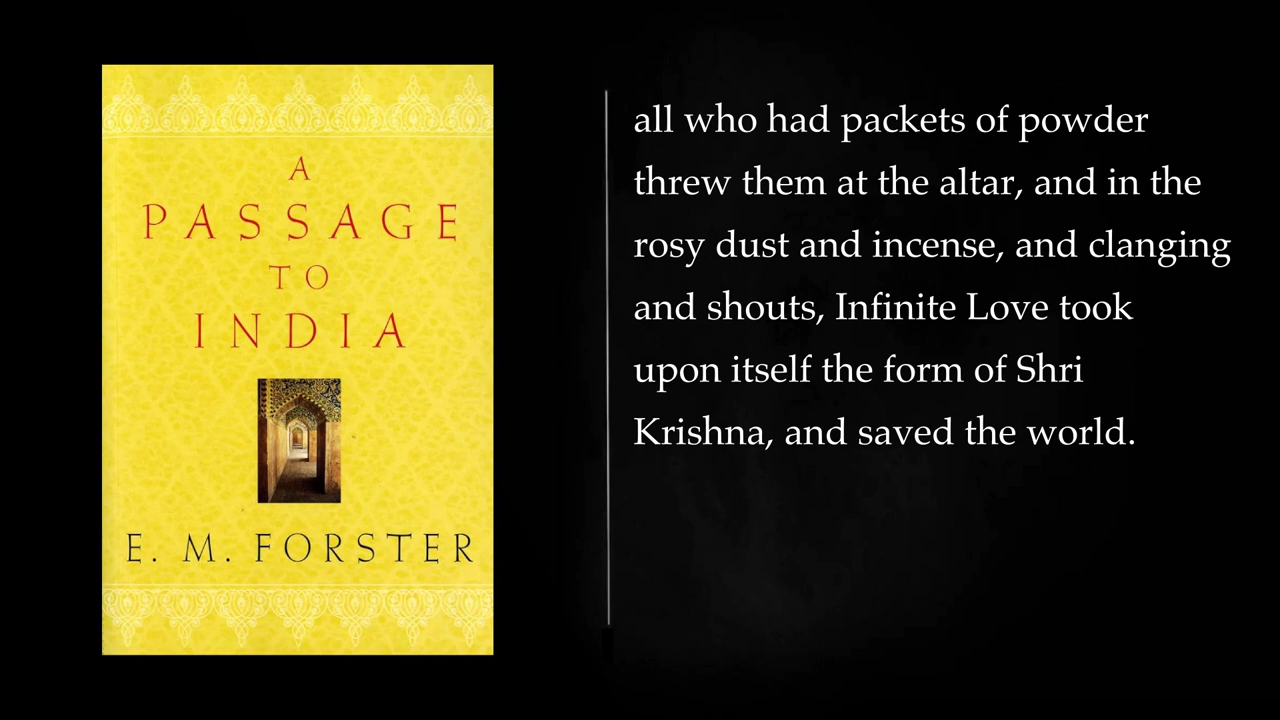 A
PASSAGE
TO
INDIA
E. M. FORSTER
all who had packets of powder
threw them at the altar, and in the
rosy dust and incense, and clanging
and shouts, Infinite Love took
upon itself the form of Shri
Krishna, and saved the world.